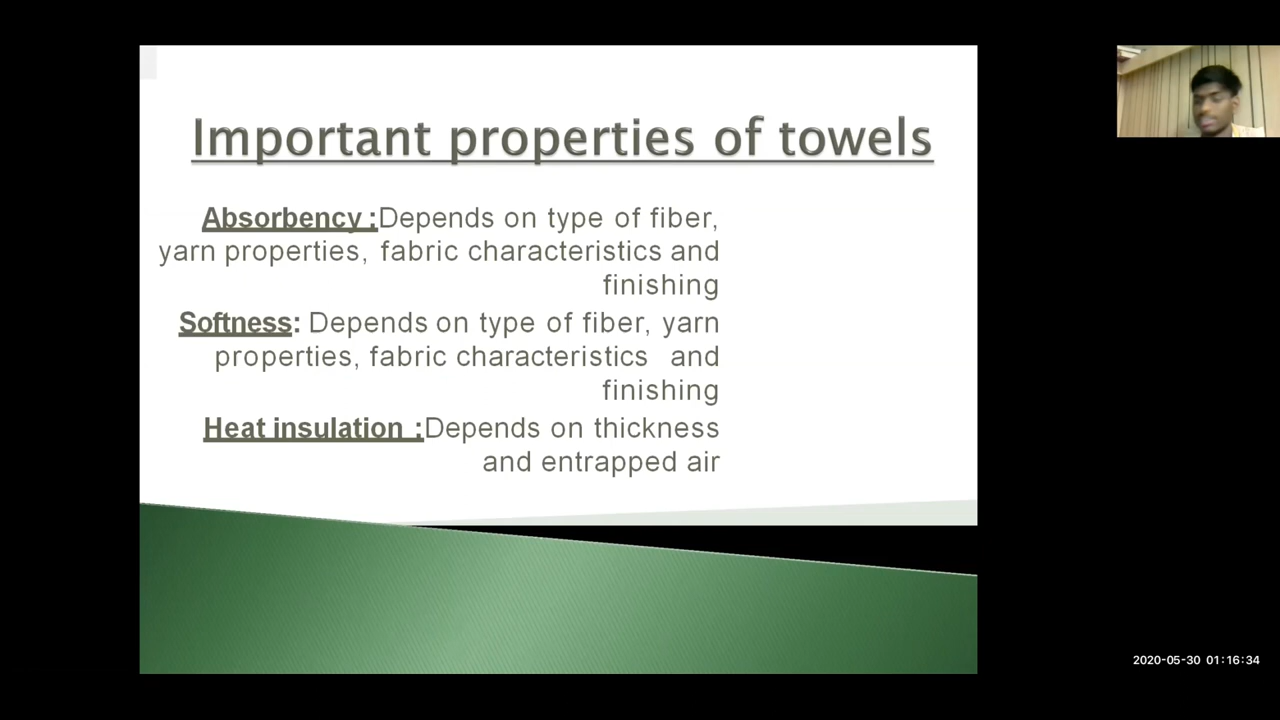 Important properties of towels
Absorbency :Depends on type of fiber,
yarn properties, fabric characteristics and
finishing
Softness: Depends on type of fiber, yarn
properties, fabric characteristics and
finishing
Heat insulation :Depends on thickness
and entrapped air
2020-05-30 01:16:34